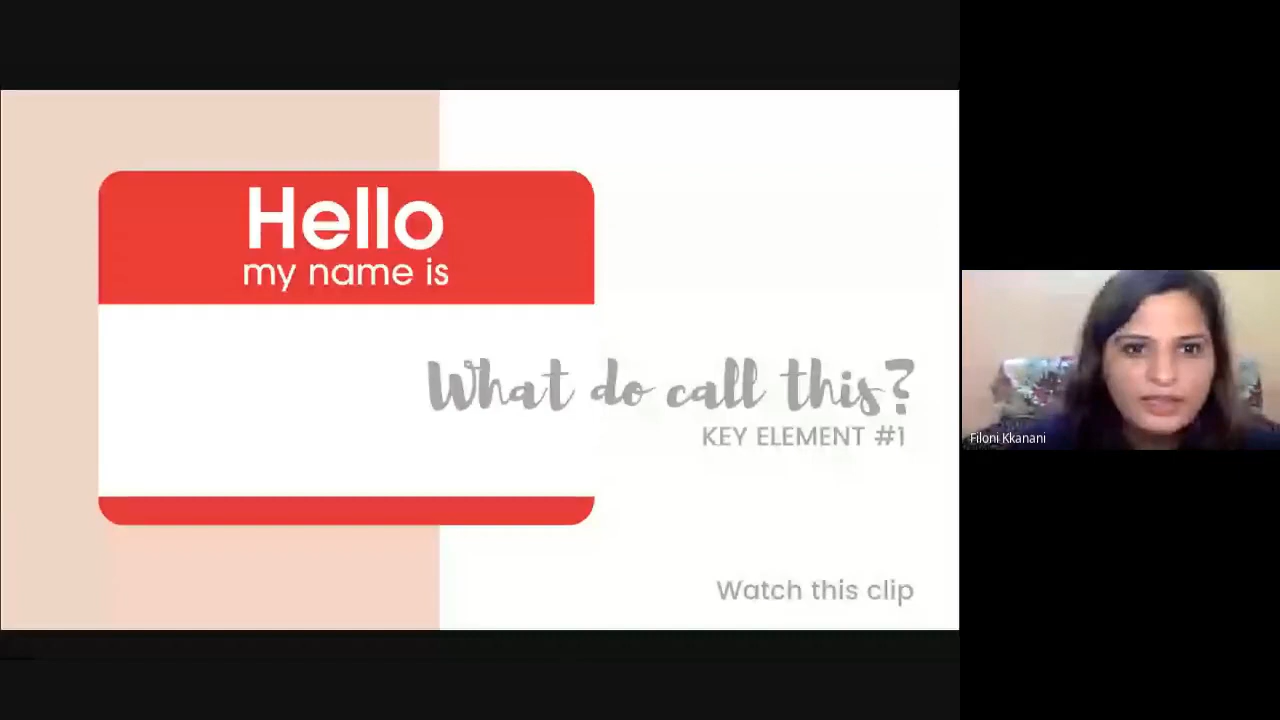 Hello
my name is
What do call this?
KEY ELEMENT #1
Watch this clip
Filoni Kkanani